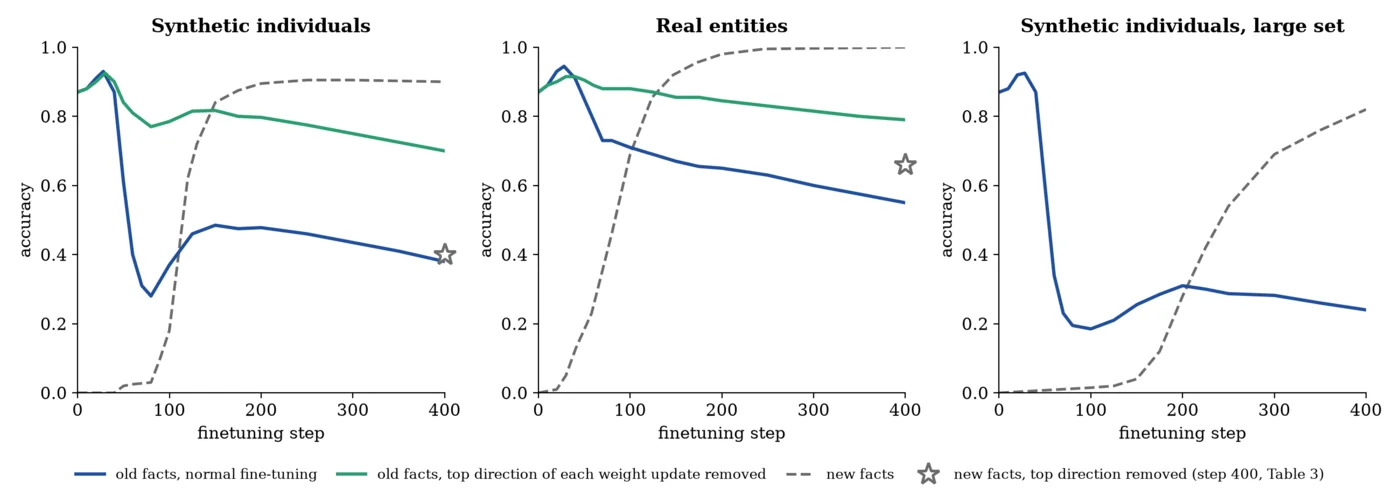 Synthetic individuals
1.0
0.8
0.6
0.4
0.2
0.0
accuracy
0 100 200 300 400
finetuning step
Real entities
1.0
0.8
0.6
0.4
0.2
0.0
accuracy
0 100 200 300 400
finetuning step
Synthetic individuals, large set
1.0
0.8
0.6
0.4
0.2
0.0
accuracy
0 100 200 300 400
finetuning step
old facts, normal fine-tuning old facts, top direction of each weight update removed new facts new facts, top direction removed (step 400, Table 3)